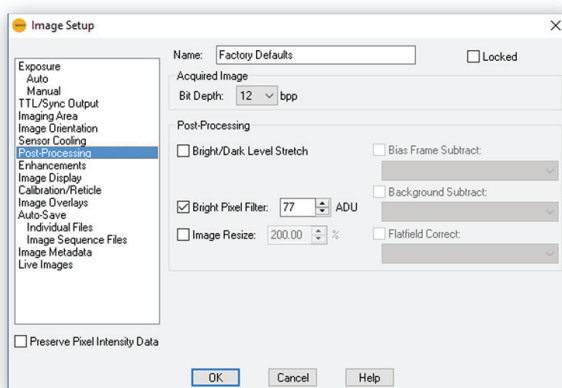 Image Setup
Name: Factory Defaults
Locked
Exposure
Auto
Manual
TTL/Sync Output
Imaging Area
Image Orientation
Sensor Cooling
Post-Processing
Enhancements
Image Display
Calibration/Reticle
Image Overlays
Auto-Save
Individual Files
Image Sequence Files
Image Metadata
Live Images
Preserve Pixel Intensity Data
Acquired Image
Bit Depth: 12 bpp
Post-Processing
Bright/Dark Level Stretch
Bright Pixel Filter: 77 ADU
Image Resize: 200.00 %
Bias Frame Subtract:
Background Subtract:
Flatfield Correct:
OK Cancel Help